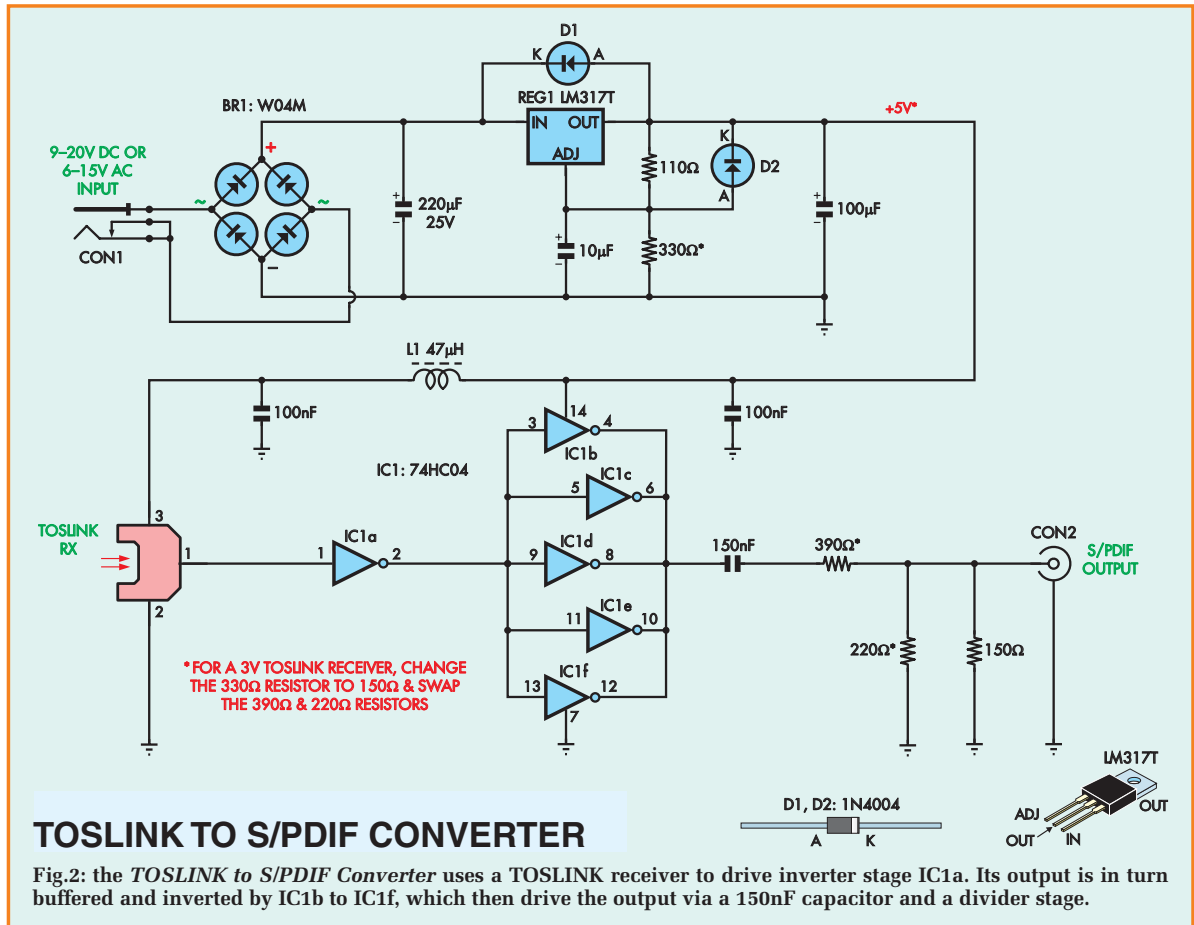 D1
K
A
BR1: W04M
REG1 LM317T
IN
OUT
ADJ
+5V*
9–20V DC OR
6–15V AC
INPUT
+
~
~
–
CON1
+
220µF
25V
–
110Ω
K
D2
A
+
10µF
–
330Ω*
+
100µF
–
L1 47µH
100nF
100nF
IC1: 74HC04
14
3
4
IC1b
IC1c
5
6
TOSLINK
RX
3
1
2
IC1a
1
2
IC1d
9
8
IC1e
11
10
IC1f
13
12
7
150nF
390Ω*
CON2
S/PDIF
OUTPUT
220Ω*
150Ω
*FOR A 3V TOSLINK RECEIVER, CHANGE
THE 330Ω RESISTOR TO 150Ω & SWAP
THE 390Ω & 220Ω RESISTORS
TOSLINK TO S/PDIF CONVERTER
D1, D2: 1N4004
A
K
LM317T
ADJ
OUT
IN
OUT
Fig.2: the TOSLINK to S/PDIF Converter uses a TOSLINK receiver to drive inverter stage IC1a. Its output is in turn
buffered and inverted by IC1b to IC1f, which then drive the output via a 150nF capacitor and a divider stage.